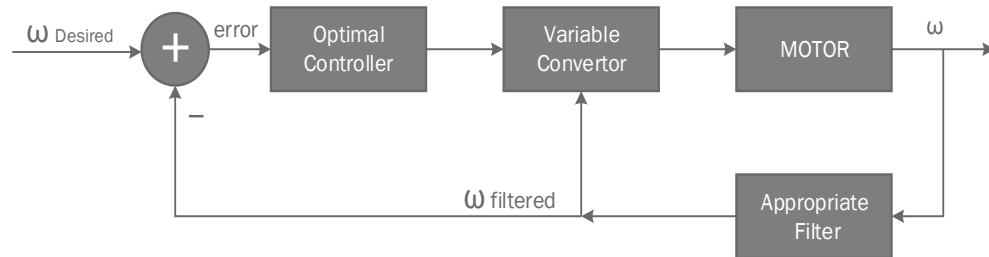 ω Desired
+
error
Optimal
Controller
Variable
Convertor
MOTOR
ω
−
ω filtered
Appropriate
Filter